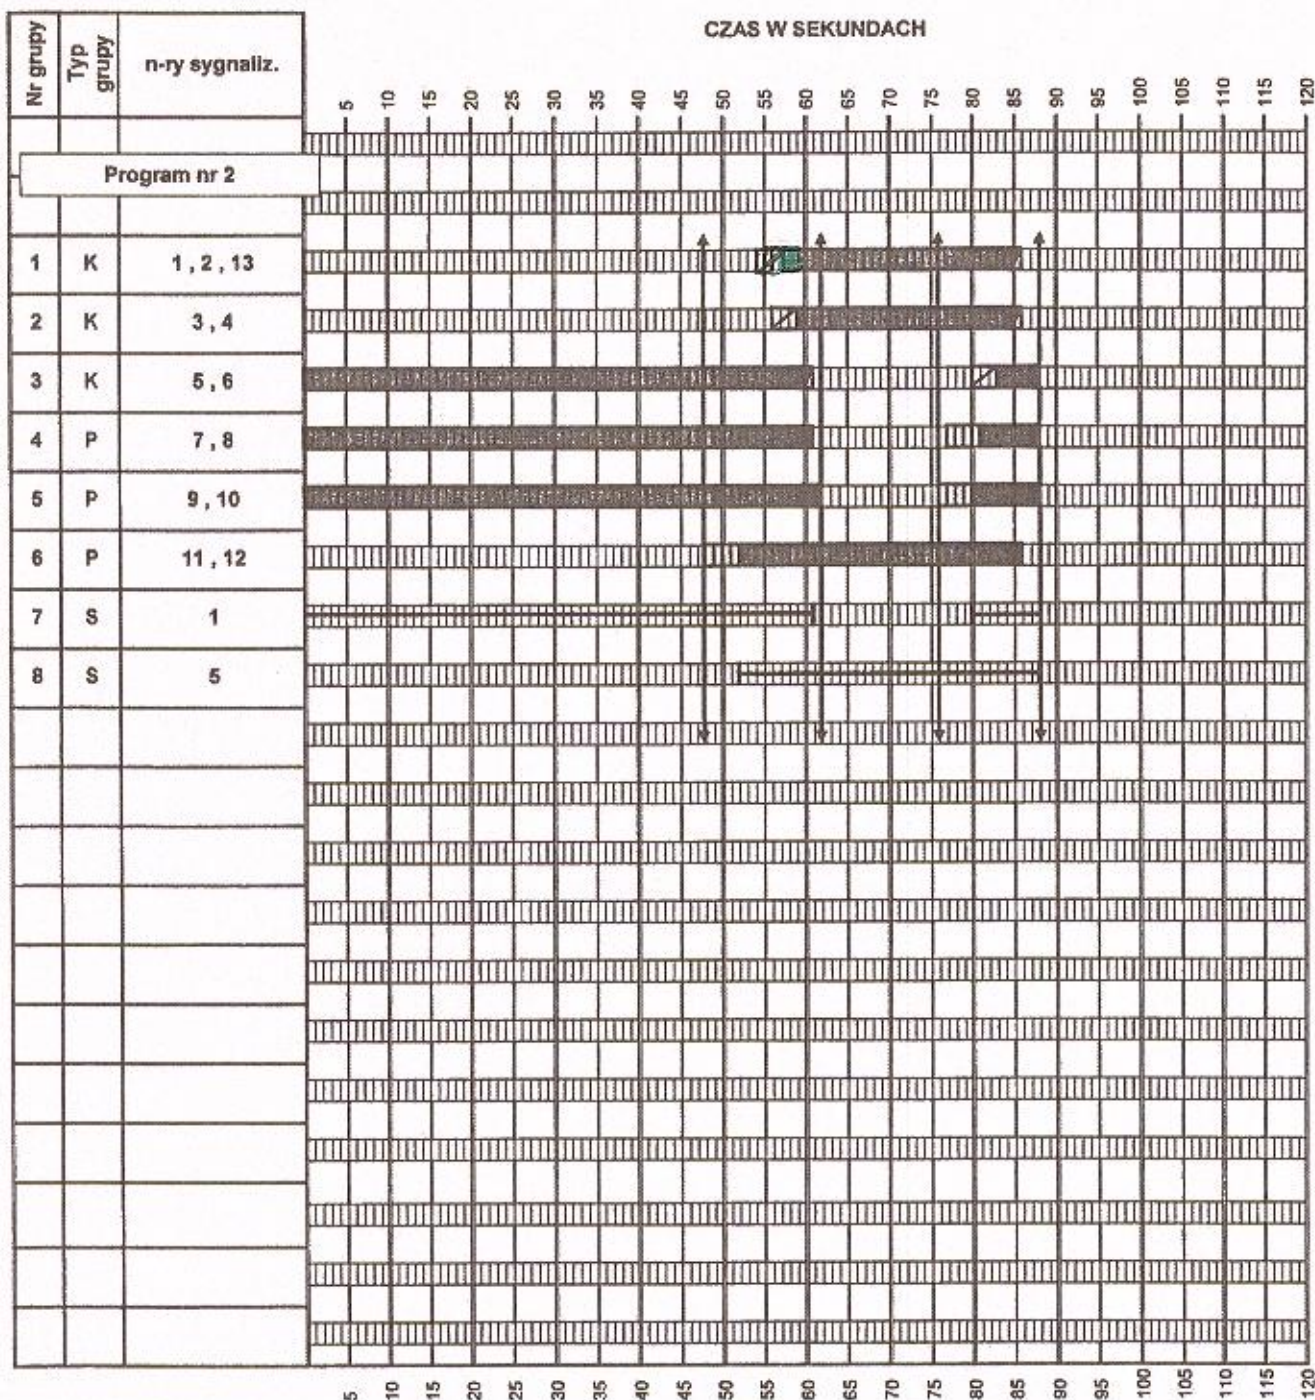 CZAS W SEKUNDACH
Nr grupy Typ grupy n-ry sygnaliz.
5 10 15 20 25 30 35 40 45 50 55 60 65 70 75 80 85 90 95 100 105 110 115 120
Program nr 2
1 K 1 , 2 , 13
2 K 3 , 4
3 K 5 , 6
4 P 7 , 8
5 P 9 , 10
6 P 11 , 12
7 S 1
8 S 5
5 10 15 20 25 30 35 40 45 50 55 60 65 70 75 80 85 90 95 100 105 110 115 120